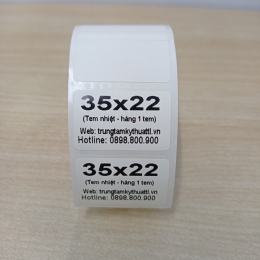 35x22
(Tem nhiệt - hàng 1 tem)
Web: trungtamkythuattl.vn
Hotline: 0898.800.900
35x22
(Tem nhiệt - hàng 1 tem)
Web: trungtamkythuattl.vn
Hotline: 0898.800.900